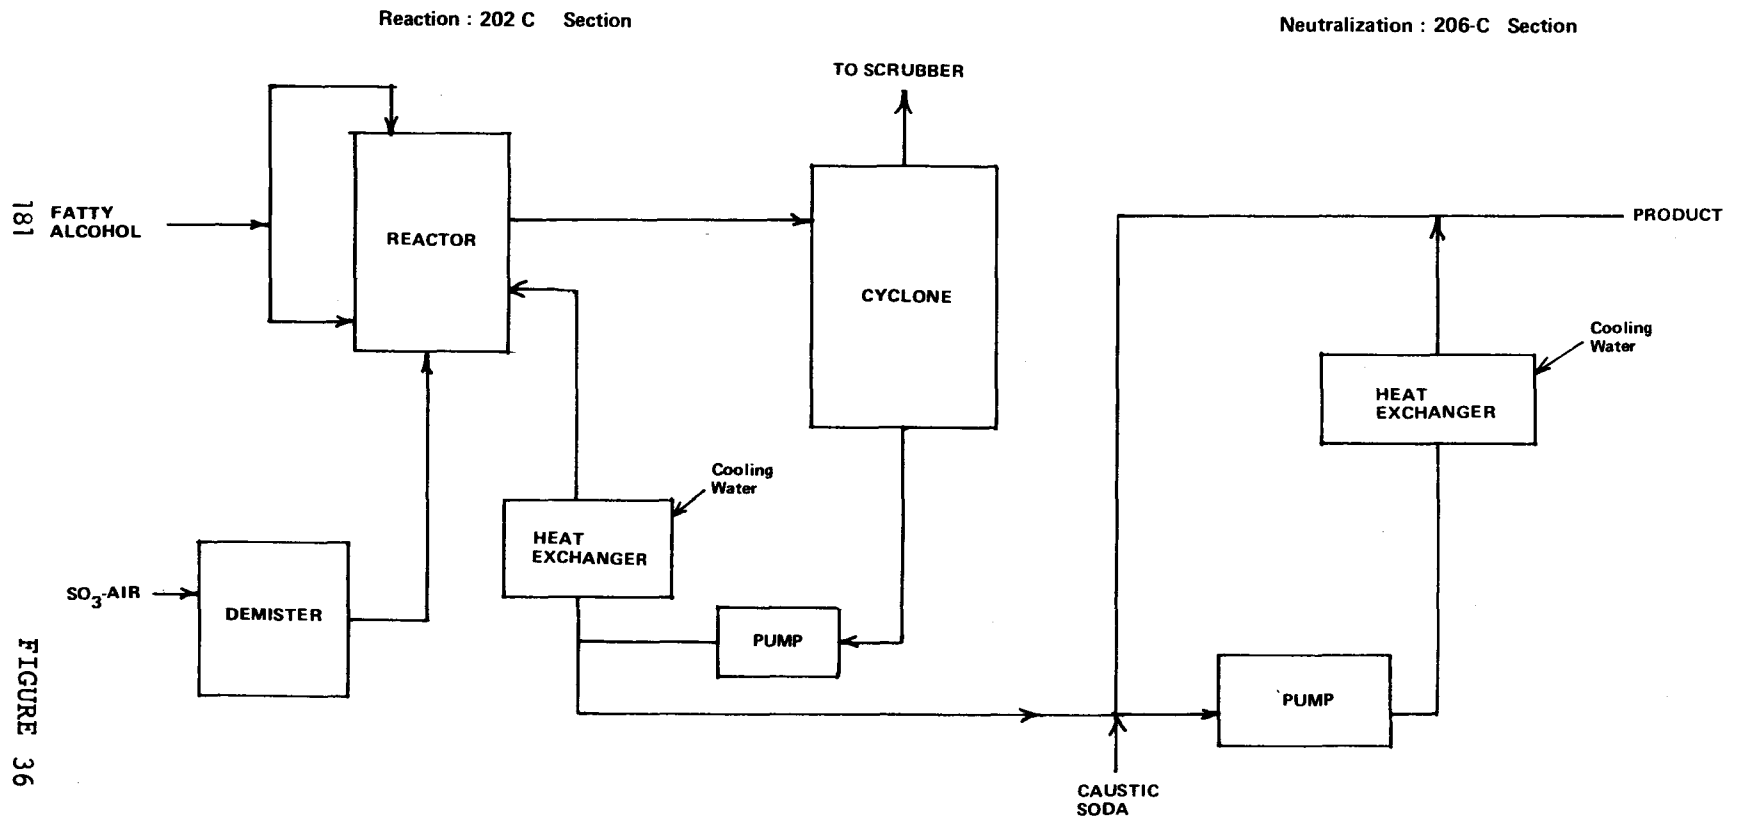 Reaction : 202 C Section
Neutralization : 206-C Section
TO SCRUBBER
FATTY
ALCOHOL
REACTOR
CYCLONE
PRODUCT
Cooling
Water
HEAT
EXCHANGER
Cooling
Water
HEAT
EXCHANGER
SO3-AIR
DEMISTER
PUMP
PUMP
CAUSTIC
SODA
181
FIGURE 36